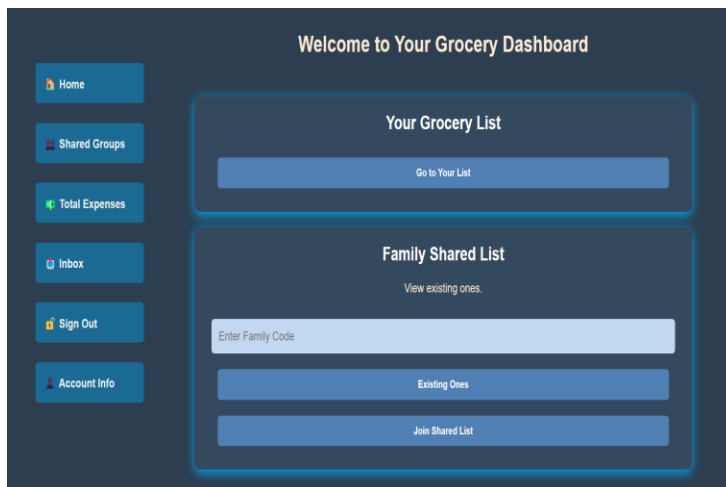 Welcome to Your Grocery Dashboard
Home
Shared Groups
Total Expenses
Inbox
Sign Out
Account Info
Your Grocery List
Go to Your List
Family Shared List
View existing ones.
Enter Family Code
Existing Ones
Join Shared List